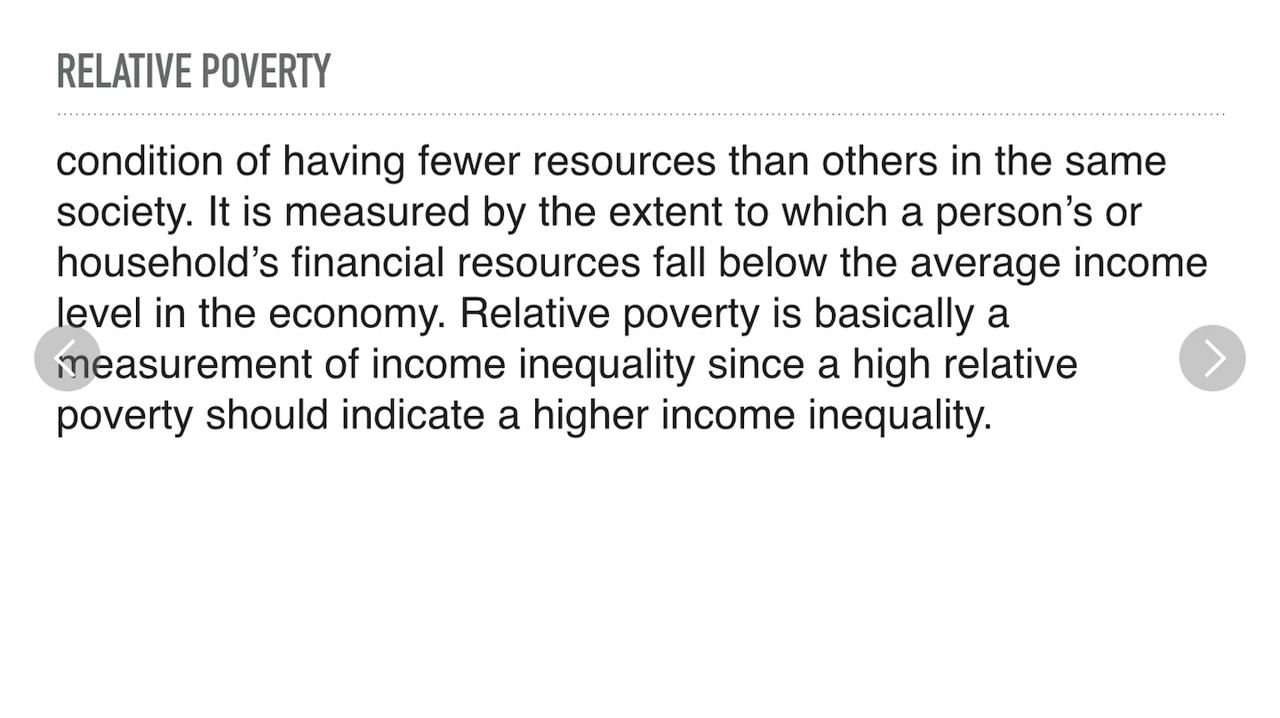 RELATIVE POVERTY
condition of having fewer resources than others in the same
society. It is measured by the extent to which a person’s or
household’s financial resources fall below the average income
level in the economy. Relative poverty is basically a
measurement of income inequality since a high relative
poverty should indicate a higher income inequality.